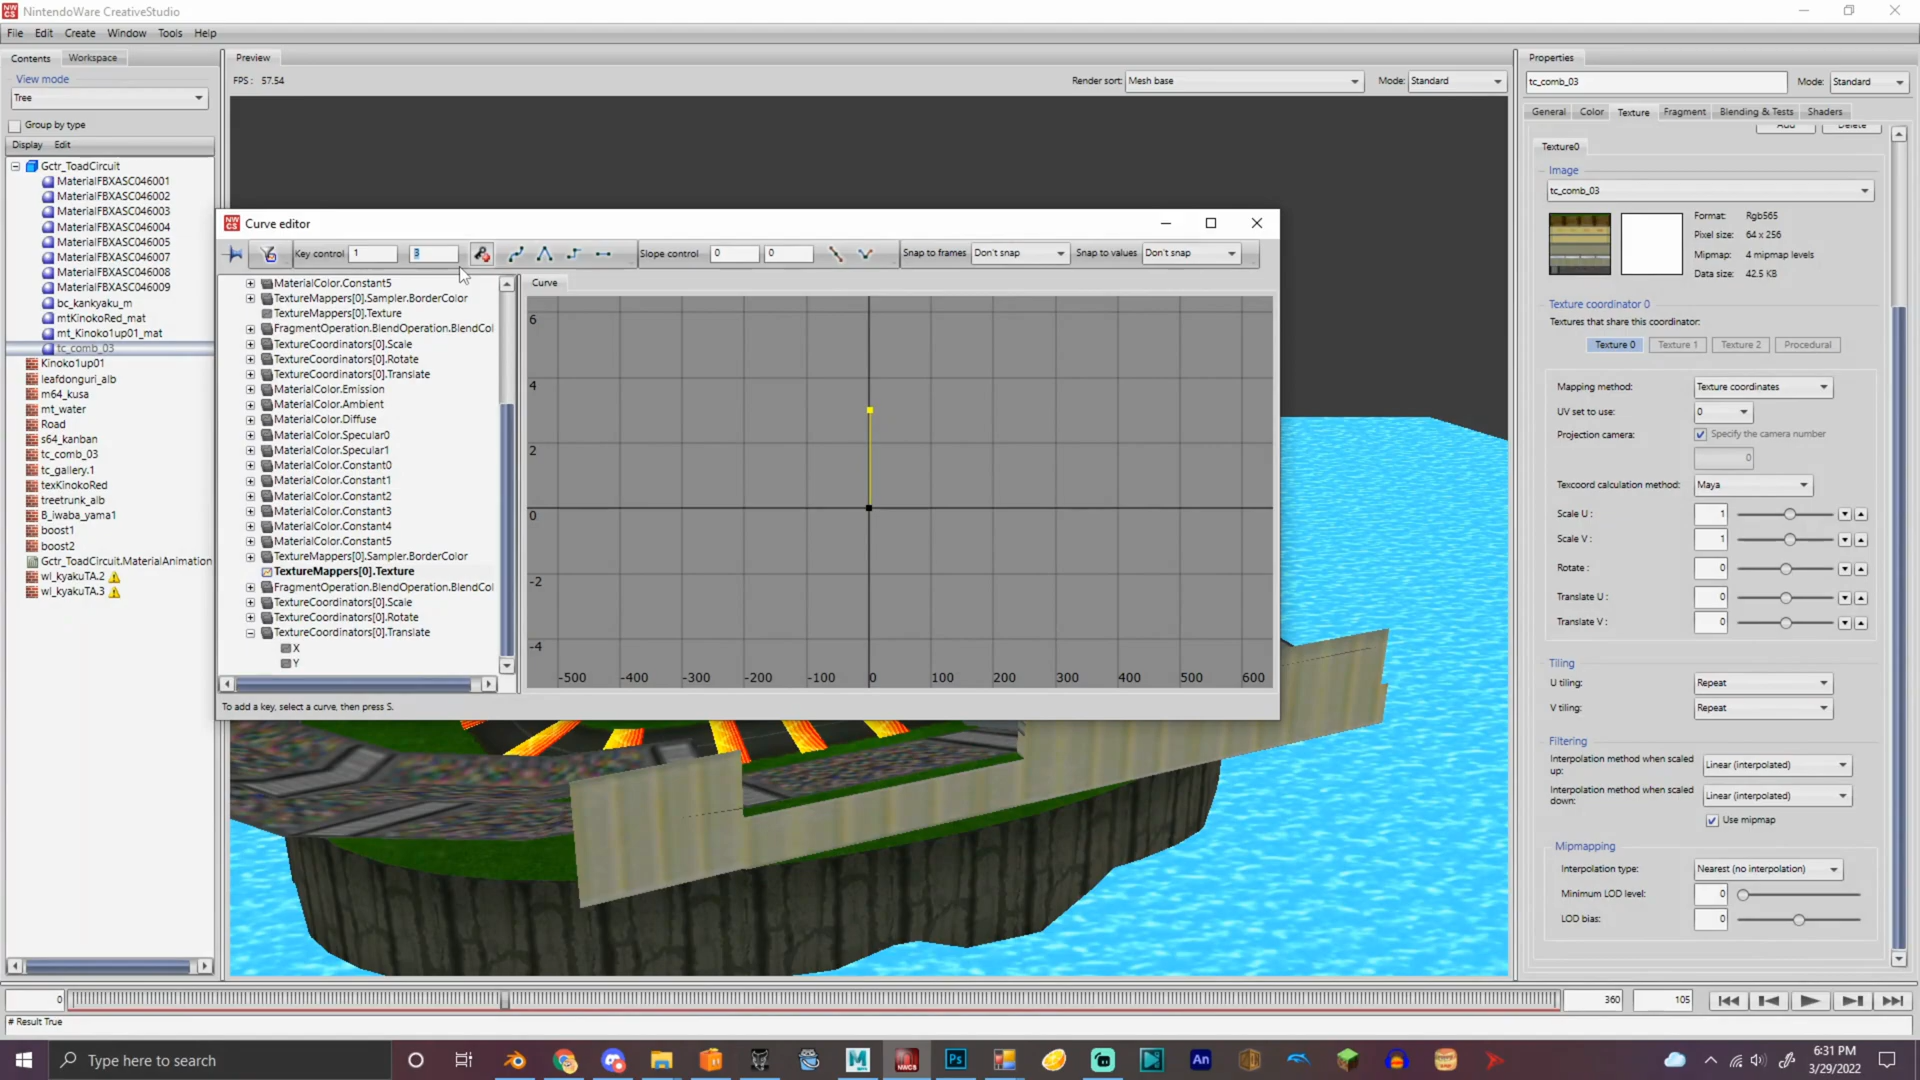 NintendoWare CreativeStudio
File Edit Create Window Tools Help
Contents Workspace
View mode
Tree
Group by type
Display Edit
Gctr_ToadCircuit
MaterialFBXASC046001
MaterialFBXASC046002
MaterialFBXASC046003
MaterialFBXASC046004
MaterialFBXASC046005
MaterialFBXASC046007
MaterialFBXASC046008
MaterialFBXASC046009
bc_kankyaku_m
mtKinokoRed_mat
mt_Kinoko1up01_mat
tc_comb_03
Kinoko1up01
leafdonguri_alb
m64_kusa
mt_water
Road
s64_kanban
tc_comb_03
tc_gallery.1
texKinokoRed
treetrunk_alb
B_iwaba_yama1
boost1
boost2
Gctr_ToadCircuit.MaterialAnimation
wl_kyakuTA.2
wl_kyakuTA.3
Preview
FPS : 57.54
Render sort: Mesh base
Mode: Standard
Curve editor
Key control 1 3
Slope control 0 0
Snap to frames Don't snap
Snap to values Don't snap
MaterialColor.Constant5
TextureMappers[0].Sampler.BorderColor
TextureMappers[0].Texture
FragmentOperation.BlendOperation.BlendCol
TextureCoordinators[0].Scale
TextureCoordinators[0].Rotate
TextureCoordinators[0].Translate
MaterialColor.Emission
MaterialColor.Ambient
MaterialColor.Diffuse
MaterialColor.Specular0
MaterialColor.Specular1
MaterialColor.Constant0
MaterialColor.Constant1
MaterialColor.Constant2
MaterialColor.Constant3
MaterialColor.Constant4
MaterialColor.Constant5
TextureMappers[0].Sampler.BorderColor
TextureMappers[0].Texture
FragmentOperation.BlendOperation.BlendCol
TextureCoordinators[0].Scale
TextureCoordinators[0].Rotate
TextureCoordinators[0].Translate
X
Y
Curve
6
4
2
0
-2
-4
-500 -400 -300 -200 -100 0 100 200 300 400 500 600
To add a key, select a curve, then press S.
Properties
tc_comb_03
Mode: Standard
General Color Texture Fragment Blending & Tests Shaders
Add Delete
Texture0
Image
tc_comb_03
Format: Rgb565
Pixel size: 64 x 256
Mipmap: 4 mipmap levels
Data size: 42.5 KB
Texture coordinator 0
Textures that share this coordinator:
Texture 0 Texture 1 Texture 2 Procedural
Mapping method: Texture coordinates
UV set to use: 0
Projection camera: Specify the camera number
0
Texcoord calculation method: Maya
Scale U : 1
Scale V : 1
Rotate : 0
Translate U : 0
Translate V : 0
Tiling
U tiling: Repeat
V tiling: Repeat
Filtering
Interpolation method when scaled up: Linear (interpolated)
Interpolation method when scaled down: Linear (interpolated)
Use mipmap
Mipmapping
Interpolation type: Nearest (no interpolation)
Minimum LOD level: 0
LOD bias: 0
0 360 105
# Result True
Type here to search
Ps
An
NWCS
6:31 PM
3/29/2022